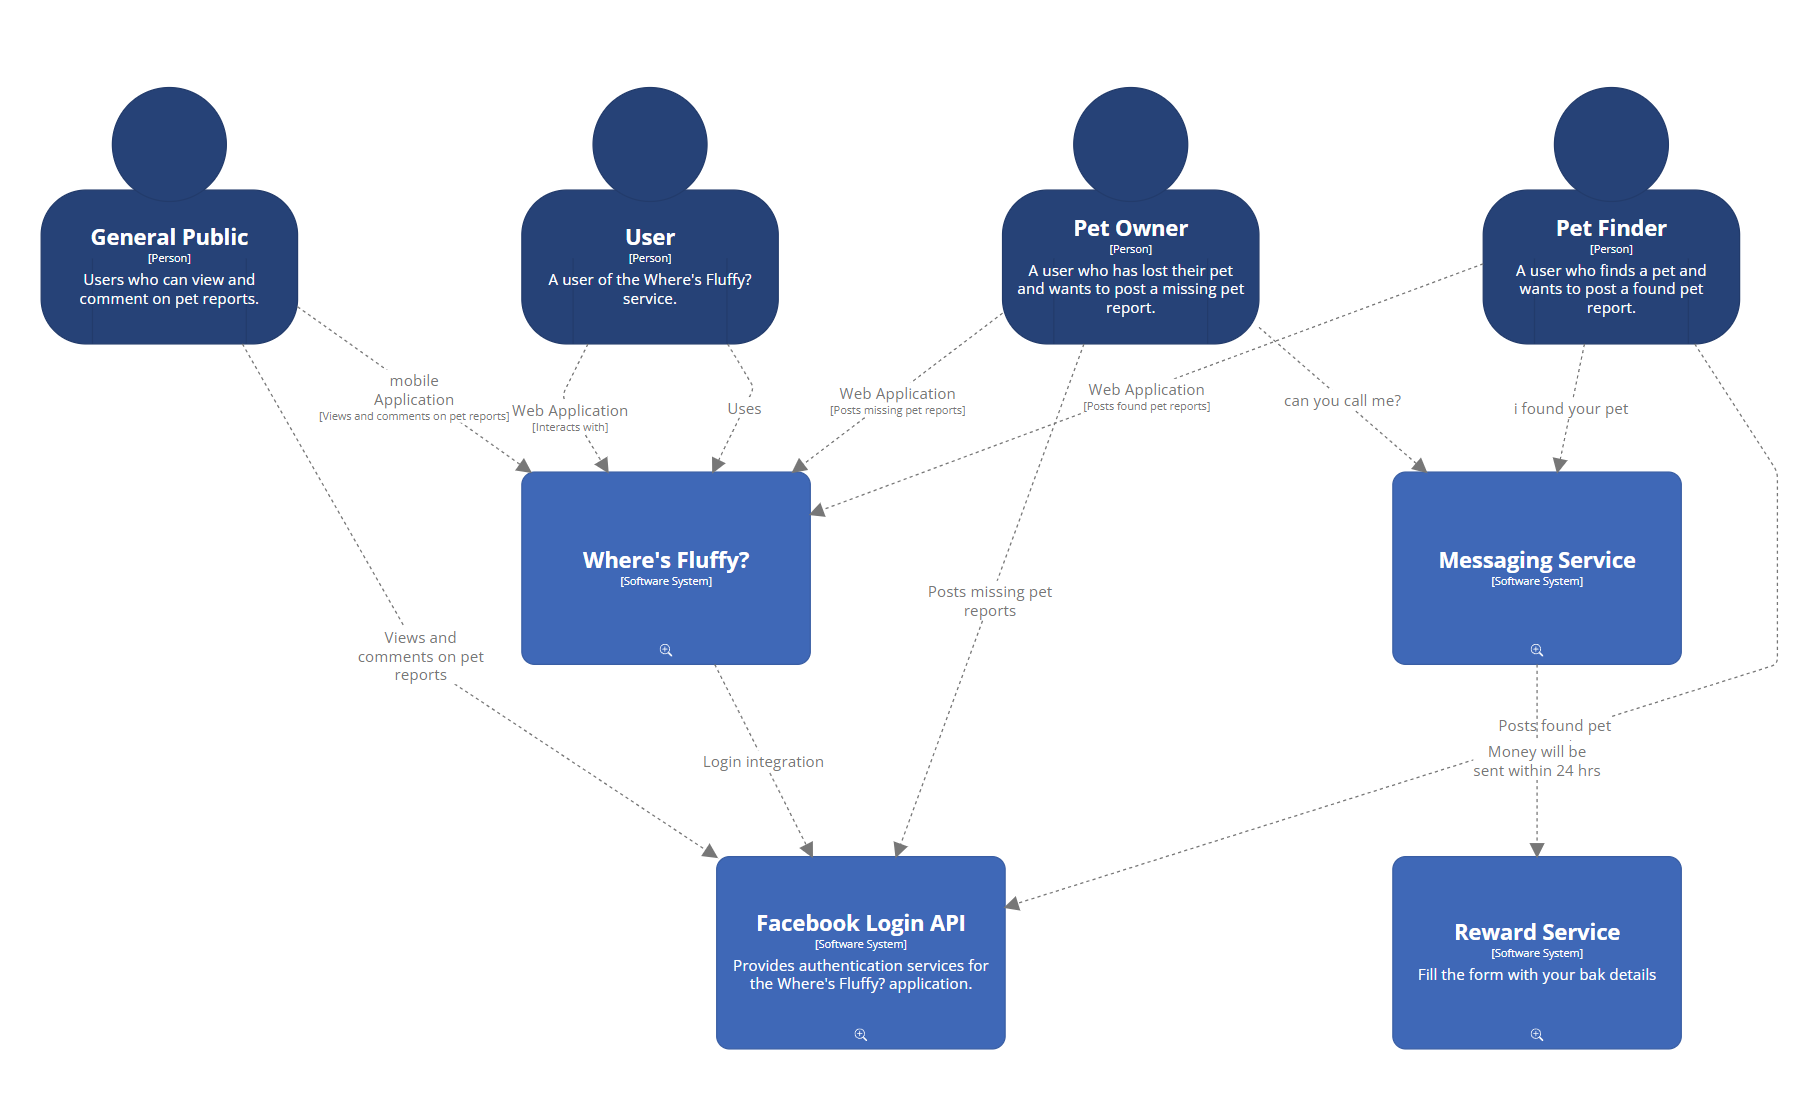 General Public
[Person]
Users who can view and
comment on pet reports.
User
[Person]
A user of the Where's Fluffy?
service.
Pet Owner
[Person]
A user who has lost their pet
and wants to post a missing pet
report.
Pet Finder
[Person]
A user who finds a pet and
wants to post a found pet
report.
mobile
Application
[Views and comments on pet reports]
Web Application
[Interacts with]
Uses
Web Application
[Posts missing pet reports]
Web Application
[Posts found pet reports]
can you call me?
i found your pet
Where's Fluffy?
[Software System]
Messaging Service
[Software System]
Posts missing pet
reports
Views and
comments on pet
reports
Login integration
Posts found pet
Money will be
sent within 24 hrs
Facebook Login API
[Software System]
Provides authentication services for
the Where's Fluffy? application.
Reward Service
[Software System]
Fill the form with your bak details